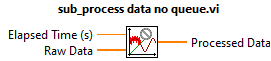 sub_process data no queue.vi
Elapsed Time (s)
Raw Data
Processed Data